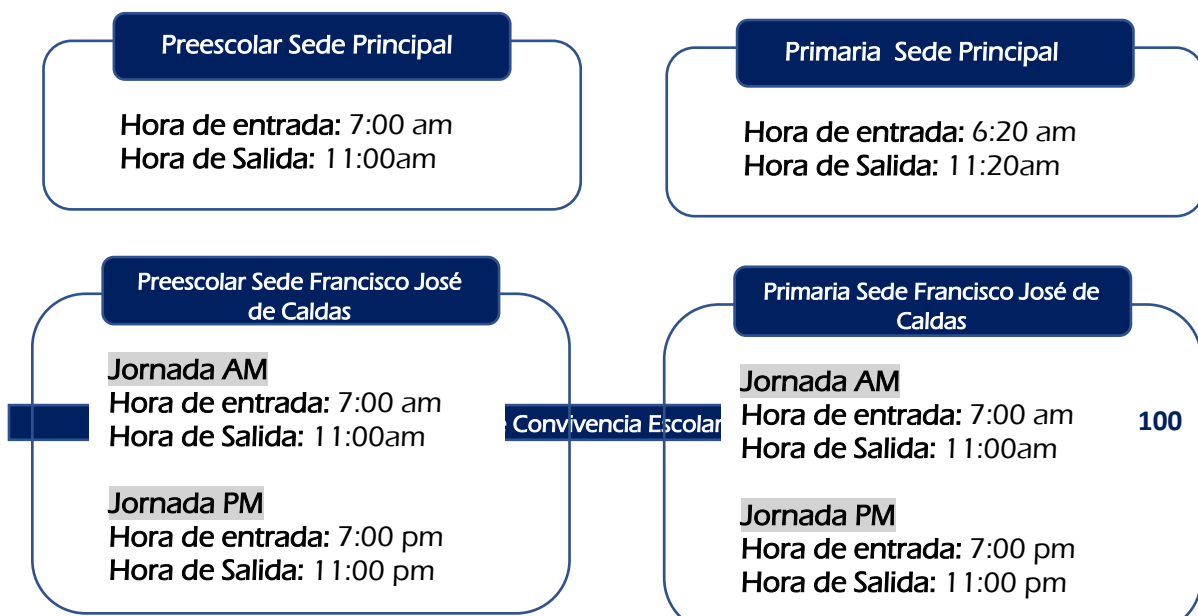 Preescolar Sede Principal
Hora de entrada: 7:00 am
Hora de Salida: 11:00am
Primaria Sede Principal
Hora de entrada: 6:20 am
Hora de Salida: 11:20am
Preescolar Sede Francisco José
de Caldas
Jornada AM
Hora de entrada: 7:00 am
Hora de Salida: 11:00am
Jornada PM
Hora de entrada: 7:00 pm
Hora de Salida: 11:00 pm
Primaria Sede Francisco José de
Caldas
Jornada AM
Hora de entrada: 7:00 am
Hora de Salida: 11:00am
Jornada PM
Hora de entrada: 7:00 pm
Hora de Salida: 11:00 pm
Convivencia Escolar
100